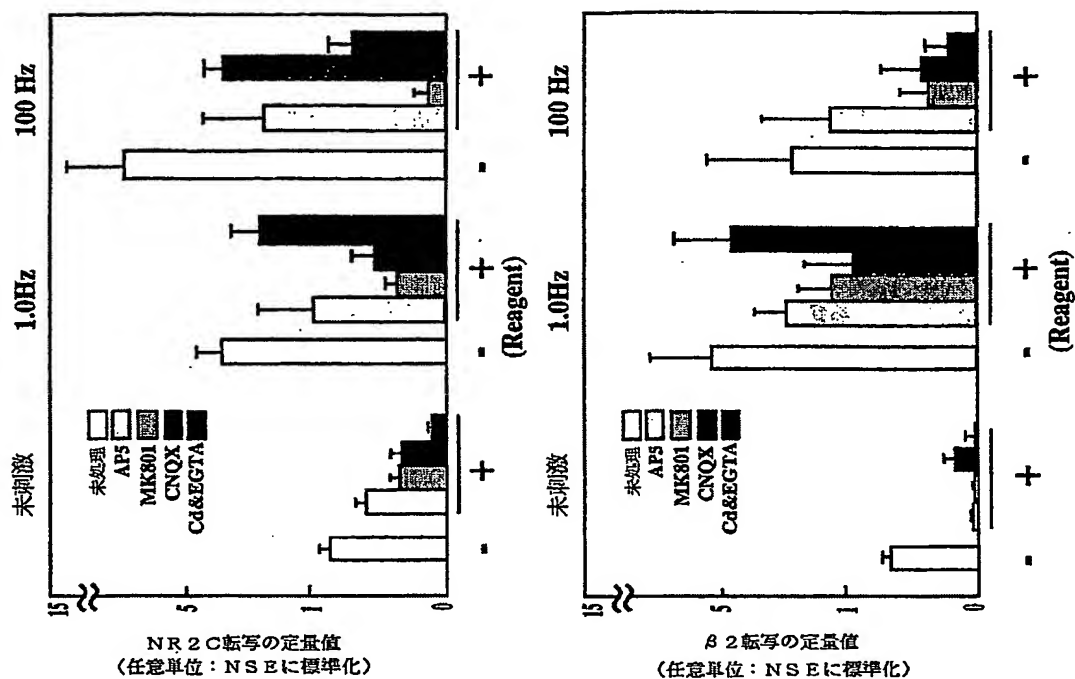 未刺激
1.0Hz
100 Hz
未処理
AP5
MK801
CNQX
Cd&EGTA
15
5
1
0
- + - + - +
(Reagent)
NR2C転写の定量値
(任意単位:NSEに標準化)
未刺激
1.0Hz
100 Hz
未処理
AP5
MK801
CNQX
Cd&EGTA
15
5
1
0
- + - + - +
(Reagent)
β2転写の定量値
(任意単位:NSEに標準化)